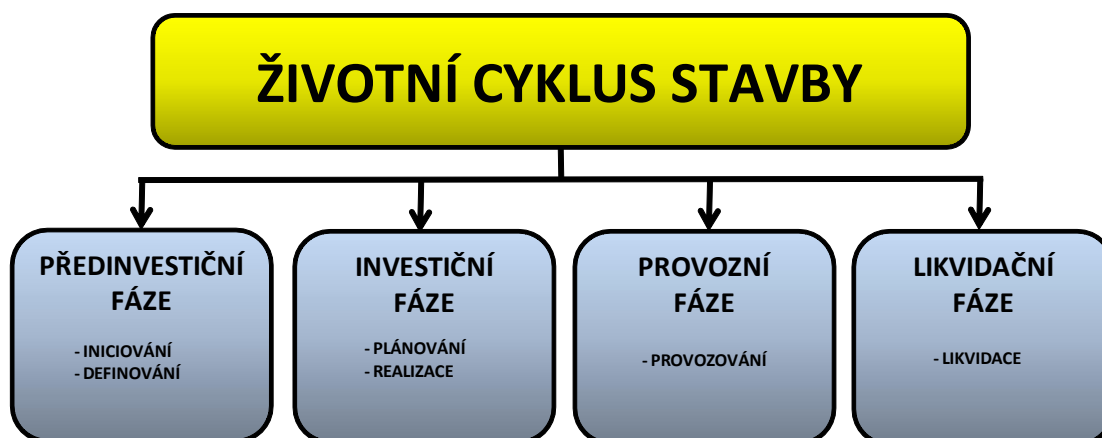 ŽIVOTNÍ CYKLUS STAVBY
PŘEDINVESTIČNÍ
FÁZE
- INICIOVÁNÍ
- DEFINOVÁNÍ
INVESTIČNÍ
FÁZE
- PLÁNOVÁNÍ
- REALIZACE
PROVOZNÍ
FÁZE
- PROVOZOVÁNÍ
LIKVIDAČNÍ
FÁZE
- LIKVIDACE